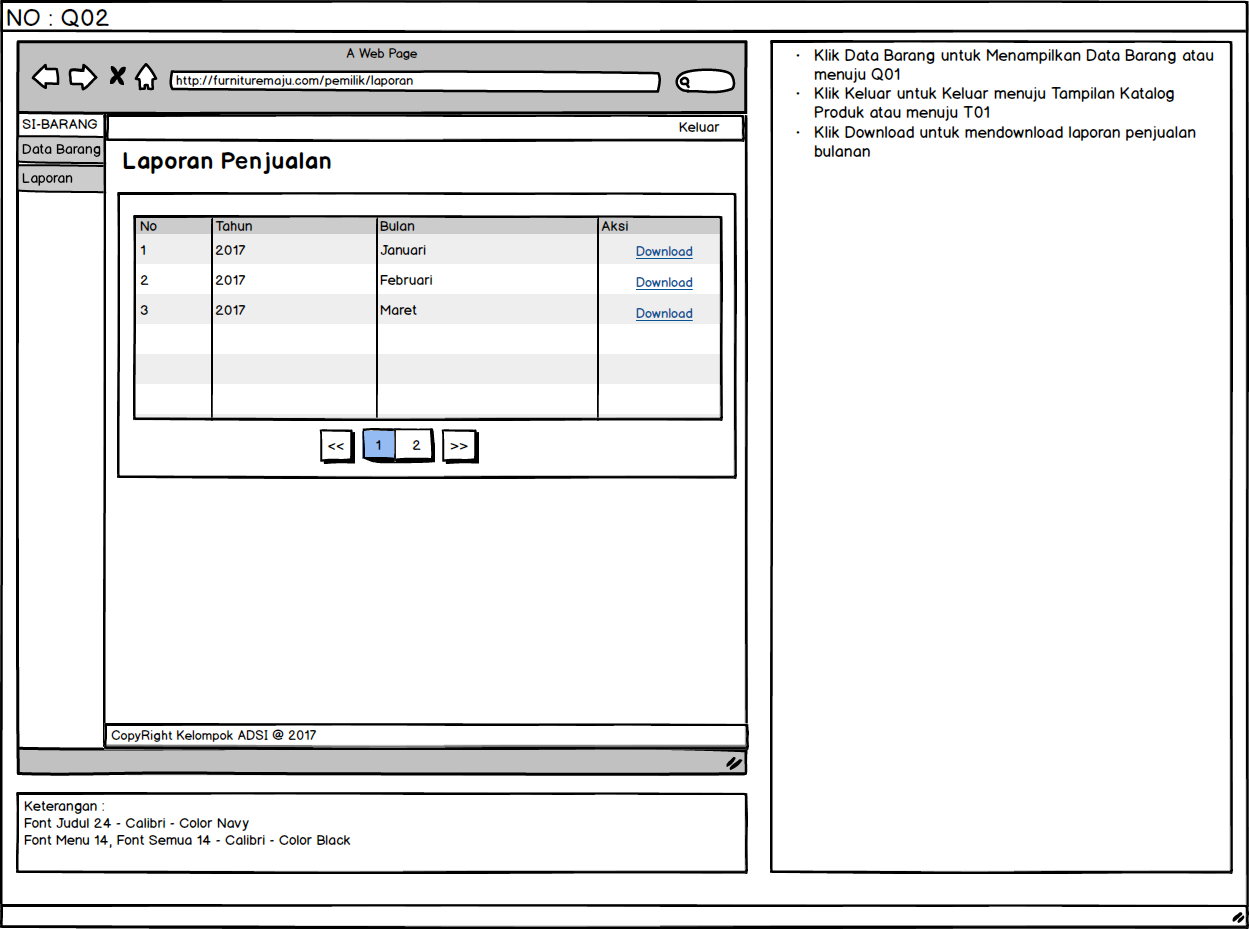 NO : Q02
A Web Page
http://furnituremaju.com/pemilik/laporan
SI-BARANG
Data Barang
Laporan
Keluar
Laporan Penjualan
No Tahun Bulan Aksi
1 2017 Januari Download
2 2017 Februari Download
3 2017 Maret Download
<< 1 2 >>
CopyRight Kelompok ADSI @ 2017
Keterangan :
Font Judul 24 - Calibri - Color Navy
Font Menu 14, Font Semua 14 - Calibri - Color Black
· Klik Data Barang untuk Menampilkan Data Barang atau
menuju Q01
· Klik Keluar untuk Keluar menuju Tampilan Katalog
Produk atau menuju T01
· Klik Download untuk mendownload laporan penjualan
bulanan